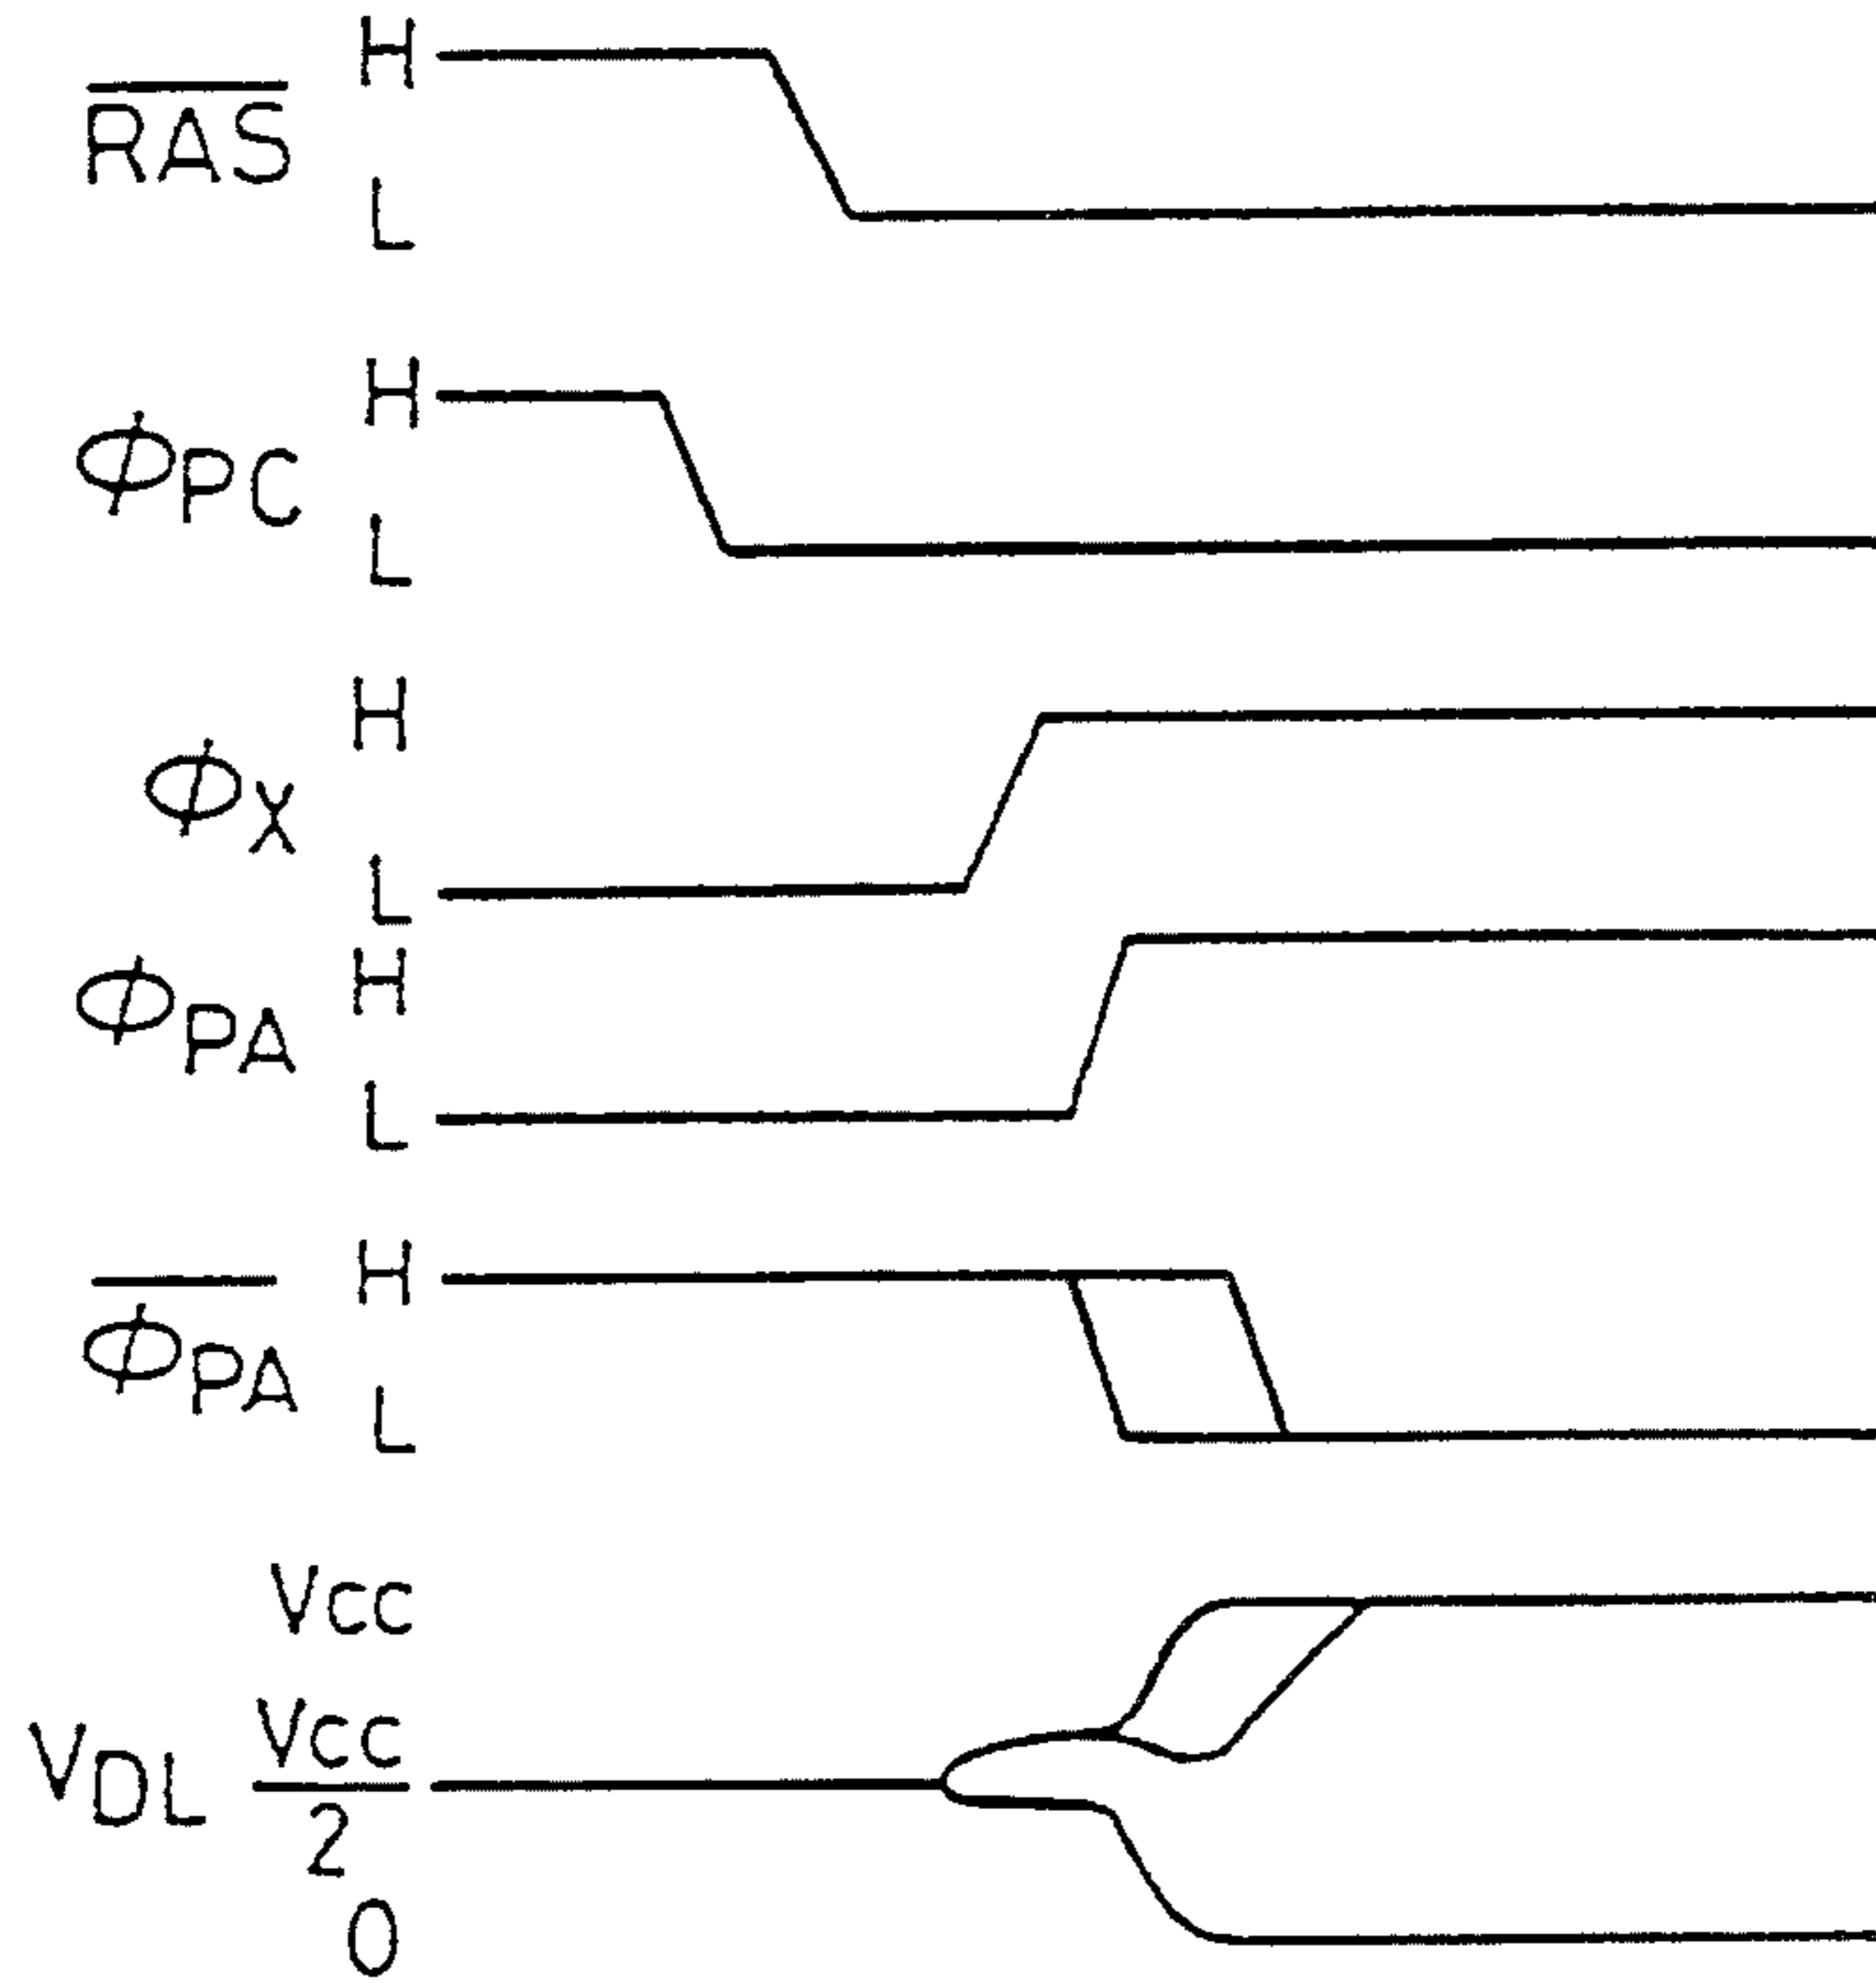 RAS H
L
ΦPC H
L
ΦX H
L
ΦPA H
L
ΦPA H
L
Vcc
VDL Vcc/2
0